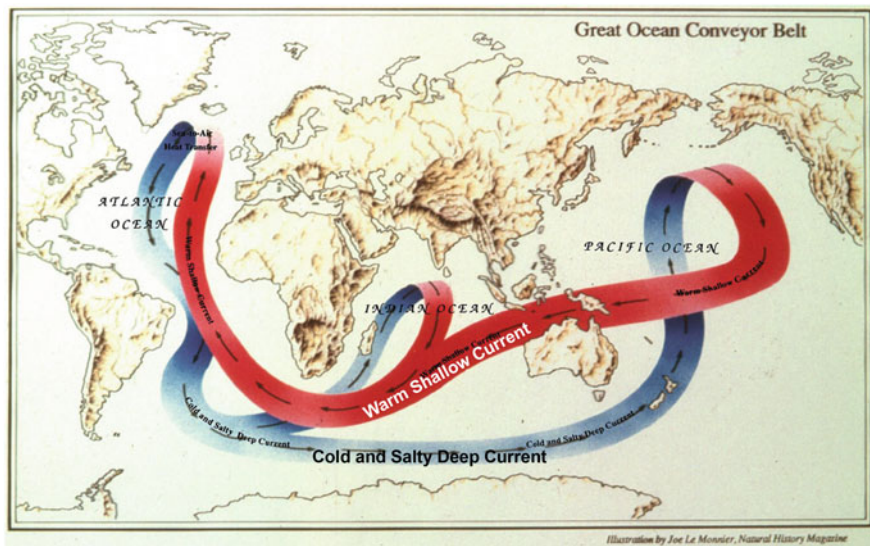 Great Ocean Conveyor Belt
Sea-to-Air
Heat Transfer
ATLANTIC
OCEAN
PACIFIC OCEAN
INDIAN OCEAN
Warm Shallow Current
Warm Shallow Current
Warm Shallow Current
Warm Shallow Current
Cold and Salty Deep Current
Cold and Salty Deep Current
Cold and Salty Deep Current
Illustration by Joe Le Monnier, Natural History Magazine